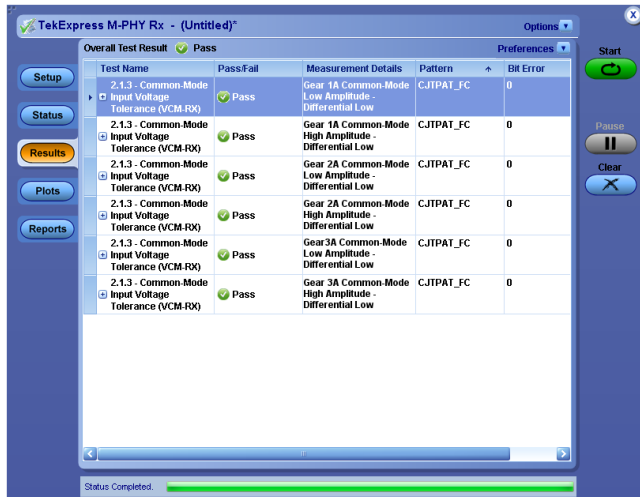 TekExpress M-PHY Rx - (Untitled)*
Options
x
Overall Test Result Pass
Preferences
Start
Setup
Status
Results
Plots
Reports
Pause
Clear
Test Name Pass/Fail Measurement Details Pattern Bit Error
2.1.3 - Common-Mode
Input Voltage
Tolerance (VCM-RX)
Pass
Gear 1A Common-Mode
Low Amplitude -
Differential Low
CJTPAT_FC
0
2.1.3 - Common-Mode
Input Voltage
Tolerance (VCM-RX)
Pass
Gear 1A Common-Mode
High Amplitude -
Differential Low
CJTPAT_FC
0
2.1.3 - Common-Mode
Input Voltage
Tolerance (VCM-RX)
Pass
Gear 2A Common-Mode
Low Amplitude -
Differential Low
CJTPAT_FC
0
2.1.3 - Common-Mode
Input Voltage
Tolerance (VCM-RX)
Pass
Gear 2A Common-Mode
High Amplitude -
Differential Low
CJTPAT_FC
0
2.1.3 - Common-Mode
Input Voltage
Tolerance (VCM-RX)
Pass
Gear3A Common-Mode
Low Amplitude -
Differential Low
CJTPAT_FC
0
2.1.3 - Common-Mode
Input Voltage
Tolerance (VCM-RX)
Pass
Gear 3A Common-Mode
High Amplitude -
Differential Low
CJTPAT_FC
0
Status Completed.